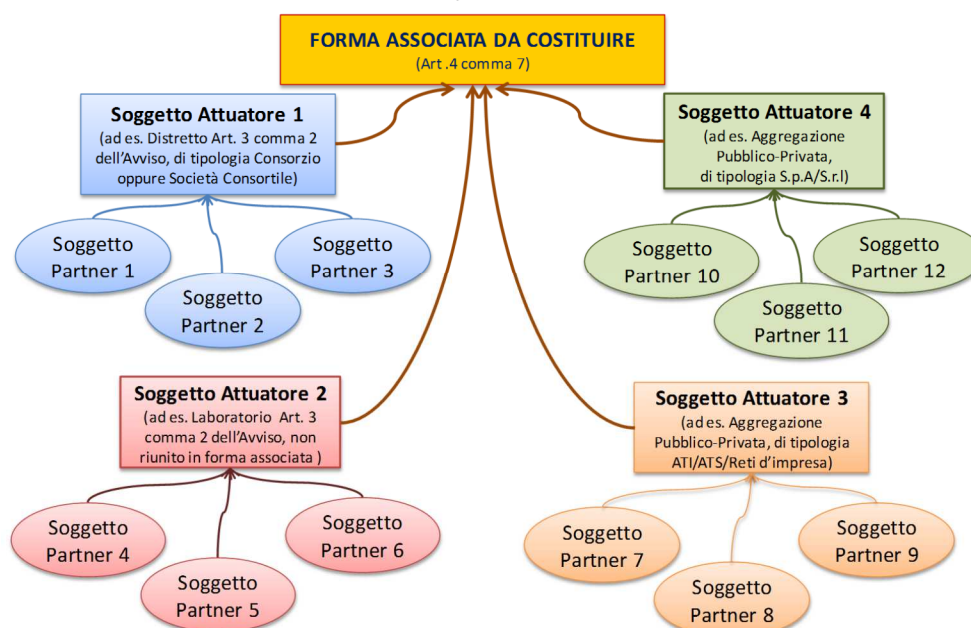 FORMA ASSOCIATA DA COSTITUIRE
(Art .4 comma 7)
Soggetto Attuatore 1
(ad es. Distretto Art. 3 comma 2
dell'Avviso, di tipologia Consorzio
oppure Società Consortile)
Soggetto
Partner 1
Soggetto
Partner 2
Soggetto
Partner 3
Soggetto Attuatore 4
(ad es. Aggregazione
Pubblico-Privata,
di tipologia S.p.A/S.r.l)
Soggetto
Partner 10
Soggetto
Partner 11
Soggetto
Partner 12
Soggetto Attuatore 2
(ad es. Laboratorio Art. 3
comma 2 dell'Avviso, non
riunito in forma associata )
Soggetto
Partner 4
Soggetto
Partner 5
Soggetto
Partner 6
Soggetto Attuatore 3
(ad es. Aggregazione
Pubblico-Privata, di tipologia
ATI/ATS/Reti d'impresa)
Soggetto
Partner 7
Soggetto
Partner 8
Soggetto
Partner 9